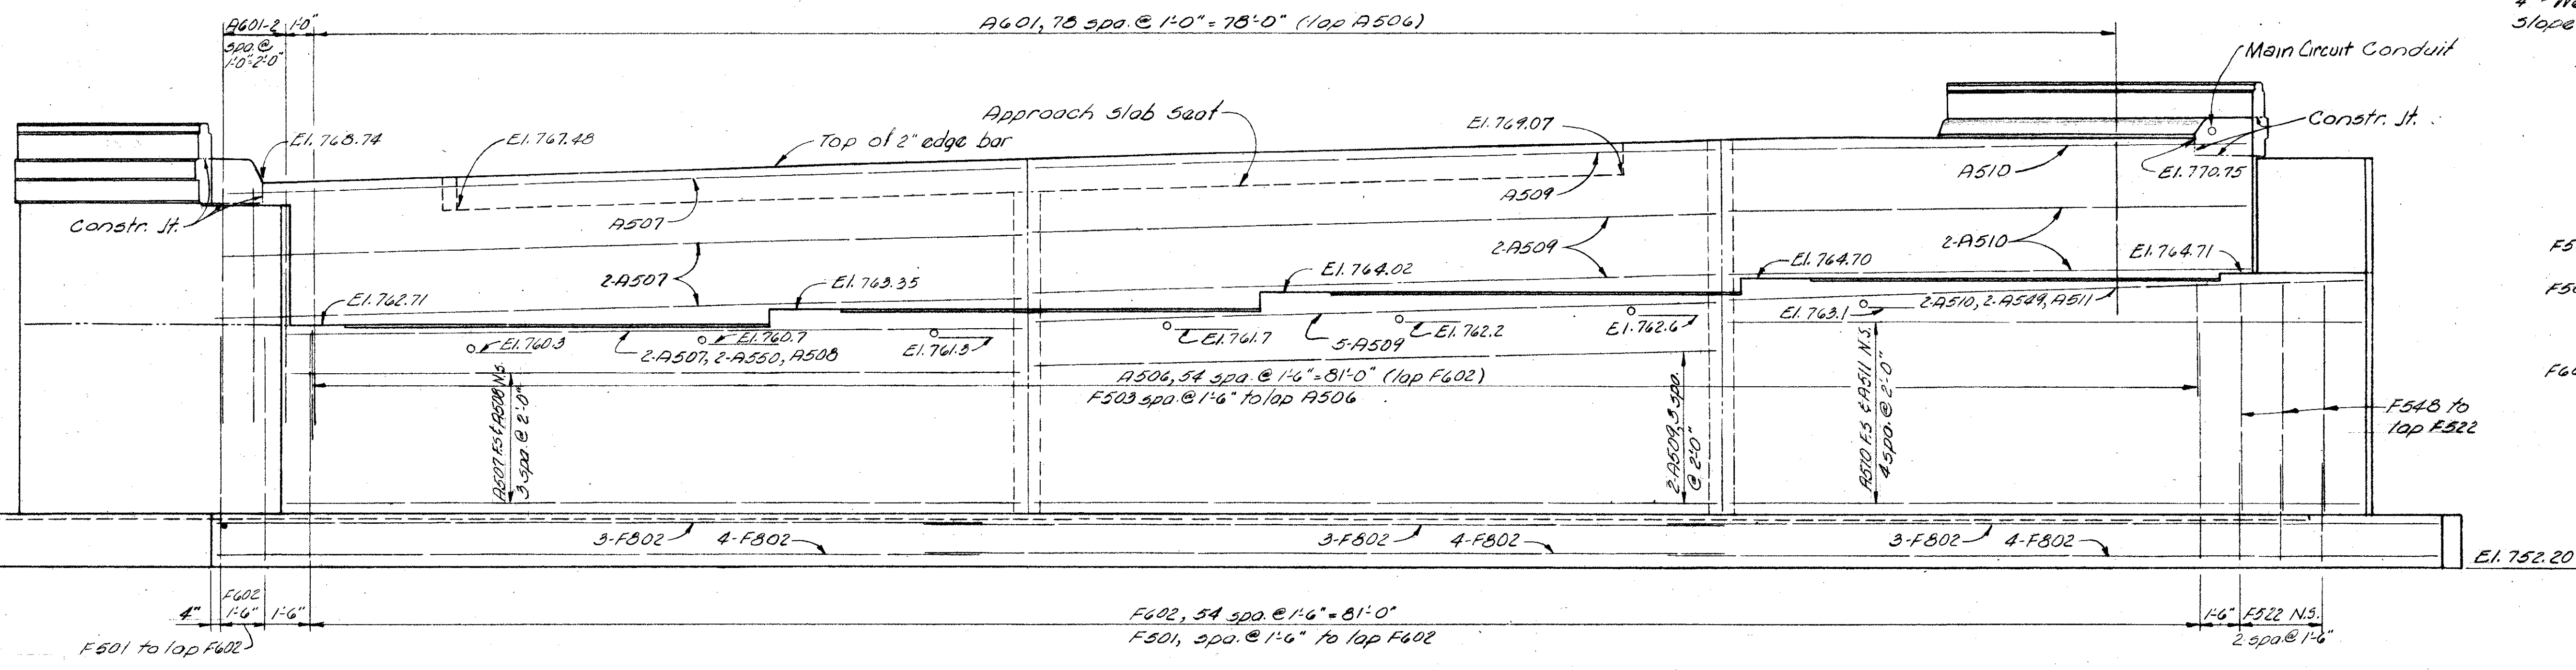 A601-2
1'-0"
spa. @
1'-0"=2'-0"
A601, 78 spa. @ 1'-0" = 78'-0" (lap A506)
slope
Main Circuit Conduit
El. 768.74
El. 767.48
Approach slab seat
Top of 2" edge bar
El. 769.07
Constr. Jt.
A507
A509
A510
El. 770.75
Constr. Jt.
2-A507
2-A509
2-A510
El. 762.71
El. 763.35
El. 764.02
El. 764.70
El. 764.71
El. 760.3
El. 760.7
El. 761.3
El. 761.7
El. 762.2
El. 762.6
El. 763.1
2-A507, 2-A550, A508
5-A509
2-A510, 2-A549, A511
A506, 54 spa. @ 1'-6" = 81'-0" (lap F602)
F503 spa. @ 1'-6" to lap A506
A507 F.S. & A508 N.S.
3 spa. @ 2'-0"
2-A509, 3 spa.
@ 2'-0"
A510 F.S. & A511 N.S.
4 spa. @ 2'-0"
F548 to
lap F522
3-F802
4-F802
3-F802
4-F802
3-F802
4-F802
El. 752.20
4"
F602
1'-6"
1'-6"
F602, 54 spa. @ 1'-6" = 81'-0"
F501, spa. @ 1'-6" to lap F602
F501 to lap F602
1'-6"
F522 N.S.
2 spa. @ 1'-6"